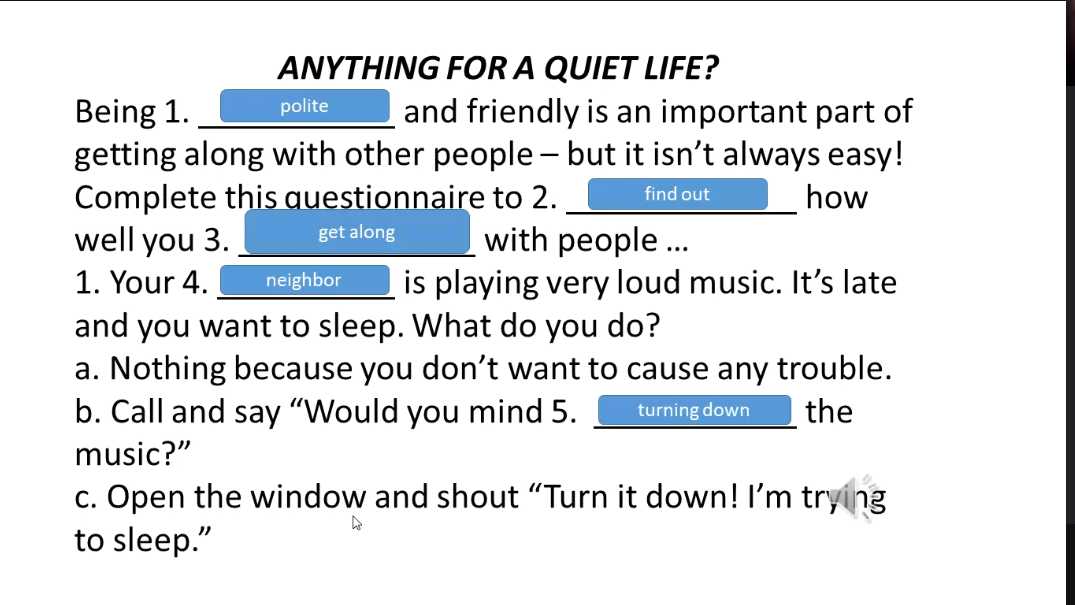 ANYTHING FOR A QUIET LIFE?
Being 1. polite and friendly is an important part of
getting along with other people – but it isn't always easy!
Complete this questionnaire to 2. find out how
well you 3. get along with people ...
1. Your 4. neighbor is playing very loud music. It's late
and you want to sleep. What do you do?
a. Nothing because you don't want to cause any trouble.
b. Call and say “Would you mind 5. turning down the
music?”
c. Open the window and shout “Turn it down! I'm trying
to sleep.”